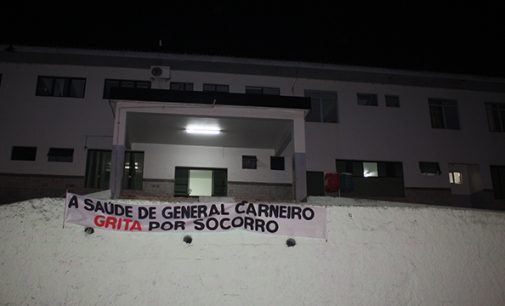 A SAÚDE DE GENERAL CARNEIRO
GRITA POR SOCORRO